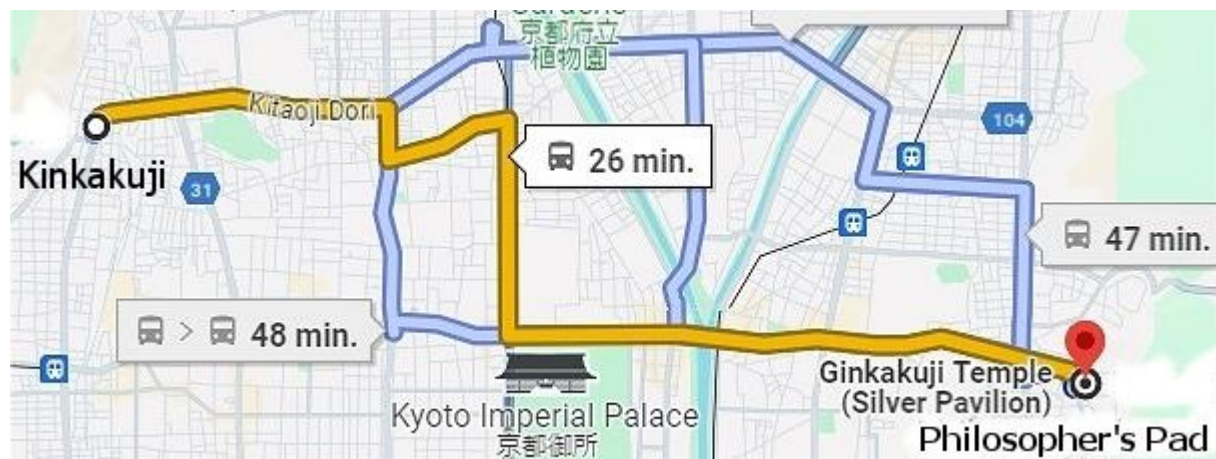 Gardens
京都府立
植物園
Kitaoji Dori
104
26 min.
Kinkakuji
31
47 min.
48 min.
Ginkakuji Temple
(Silver Pavilion)
Kyoto Imperial Palace
京都御所
Philosopher's Pad